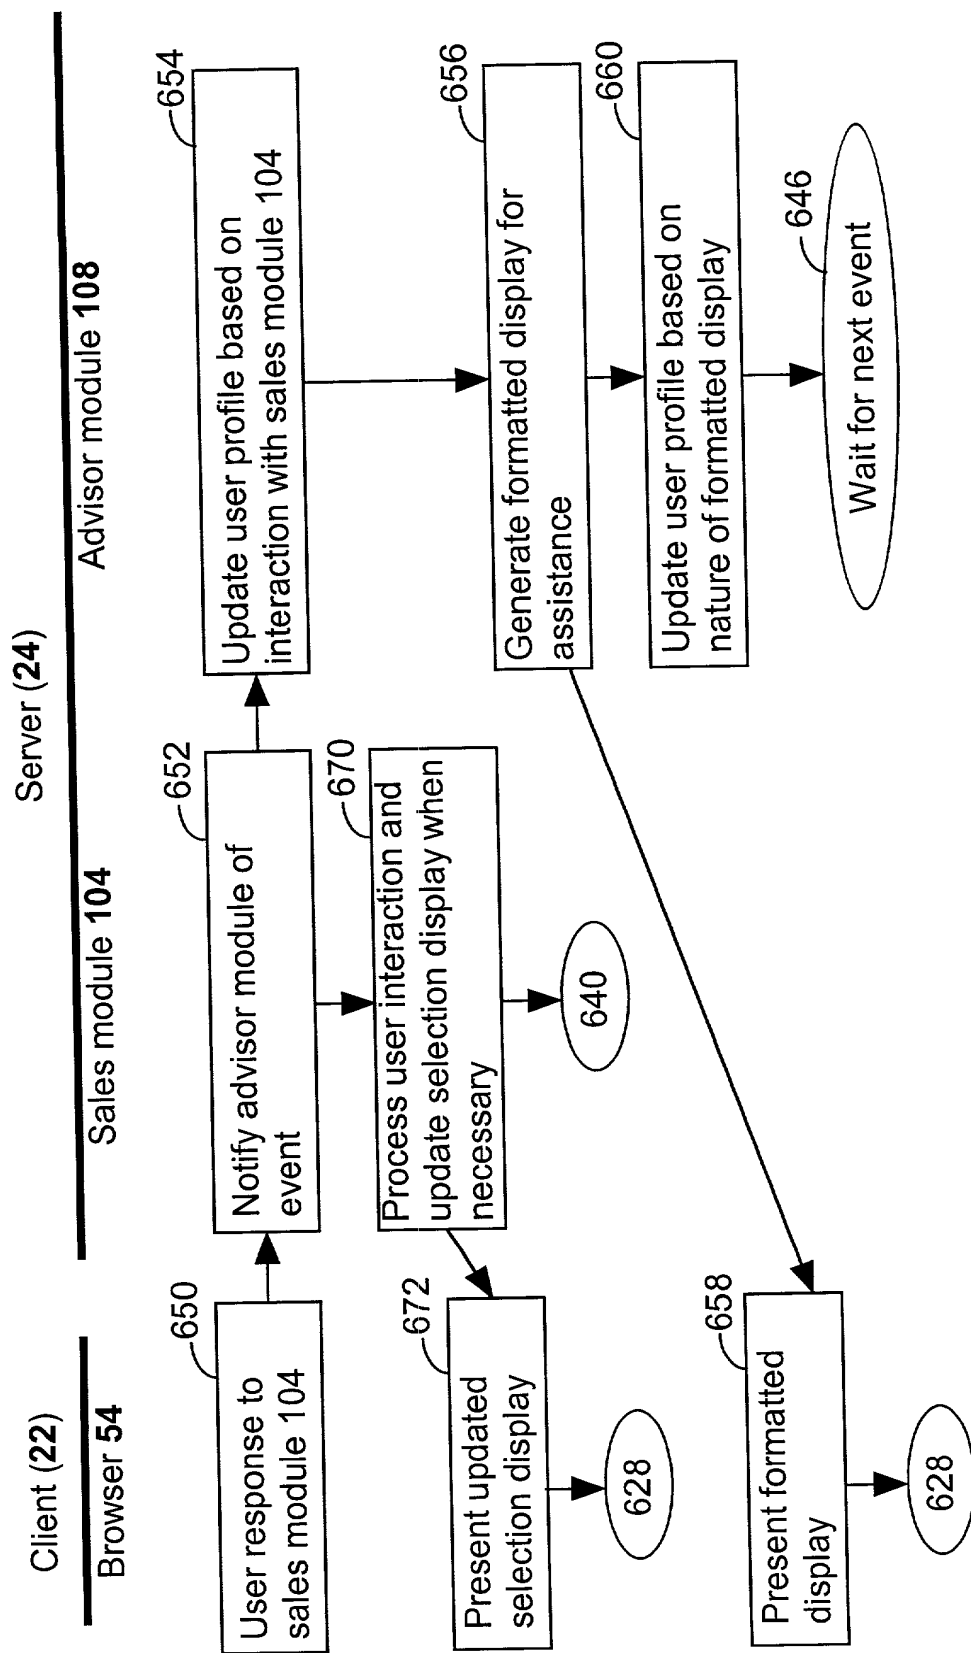 Client (22)
Server (24)
Browser 54
Sales module 104
Advisor module 108
650
User response to
sales module 104
652
Notify advisor module of
event
654
Update user profile based on
interaction with sales module 104
670
Process user interaction and
update selection display when
necessary
640
672
Present updated
selection display
628
656
Generate formatted display for
assistance
660
Update user profile based on
nature of formatted display
646
Wait for next event
658
Present formatted
display
628